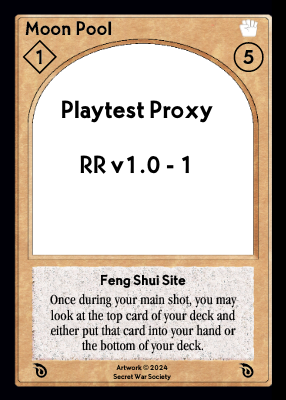 Moon Pool
1
5
Playtest Proxy
RR v1.0 - 1
Feng Shui Site
Once during your main shot, you may
look at the top card of your deck and
either put that card into your hand or
the bottom of your deck.
Artwork © 2024
Secret War Society